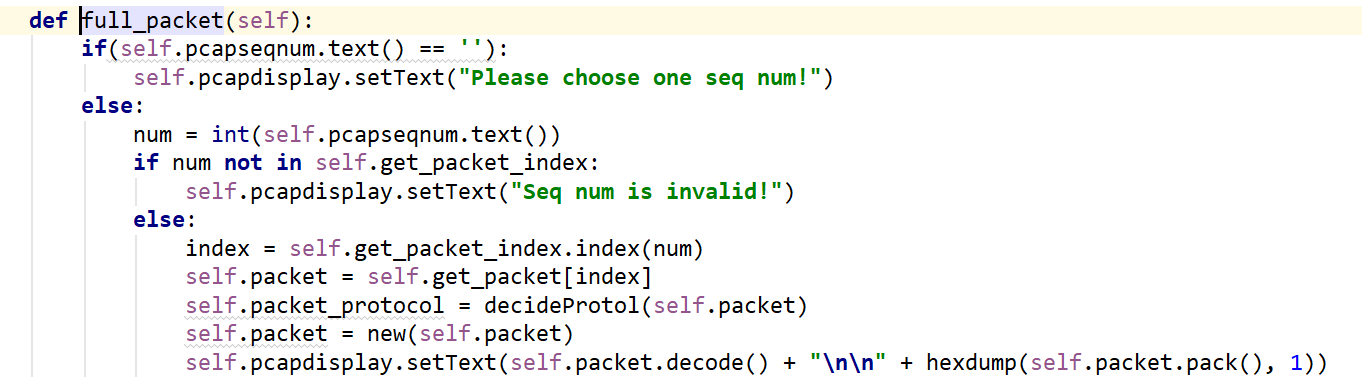 def full_packet(self):
    if(self.pcapseqnum.text() == ''):
        self.pcapdisplay.setText("Please choose one seq num!")
    else:
        num = int(self.pcapseqnum.text())
        if num not in self.get_packet_index:
            self.pcapdisplay.setText("Seq num is invalid!")
        else:
            index = self.get_packet_index.index(num)
            self.packet = self.get_packet[index]
            self.packet_protocol = decideProtol(self.packet)
            self.packet = new(self.packet)
            self.pcapdisplay.setText(self.packet.decode() + "\n\n" + hexdump(self.packet.pack(), 1))